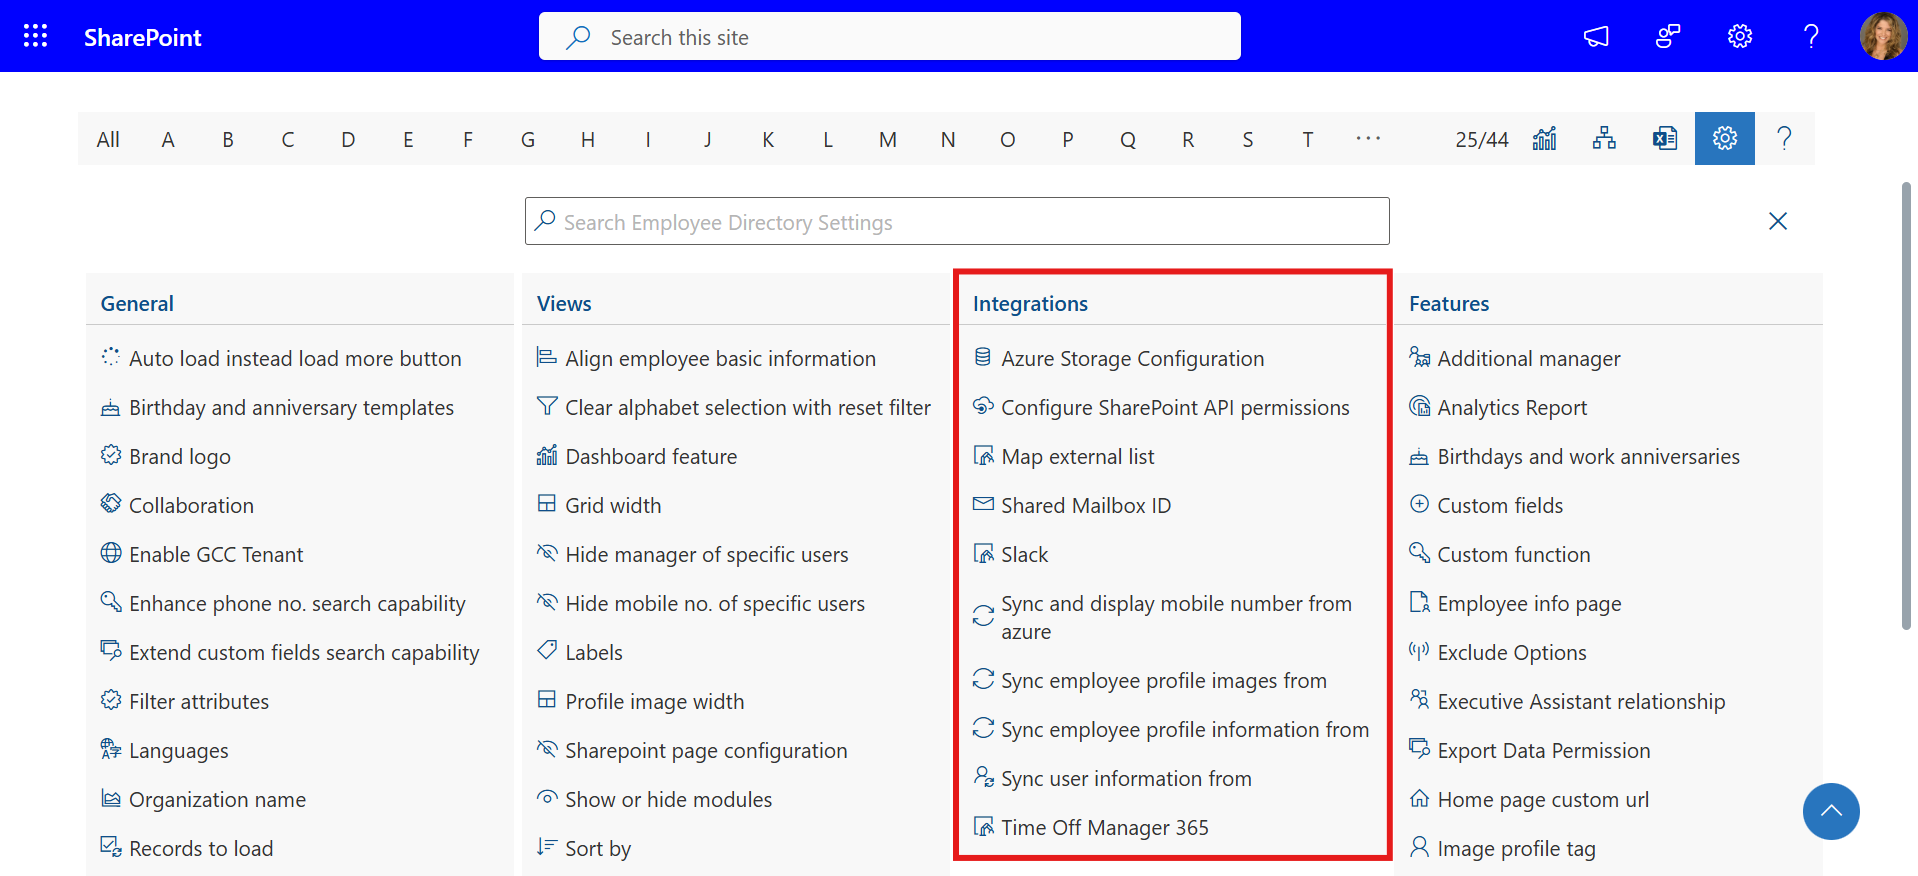 SharePoint
Search this site
All A B C D E F G H I J K L M N O P Q R S T ... 25/44
Search Employee Directory Settings
General
Auto load instead load more button
Birthday and anniversary templates
Brand logo
Collaboration
Enable GCC Tenant
Enhance phone no. search capability
Extend custom fields search capability
Filter attributes
Languages
Organization name
Records to load
Views
Align employee basic information
Clear alphabet selection with reset filter
Dashboard feature
Grid width
Hide manager of specific users
Hide mobile no. of specific users
Labels
Profile image width
Sharepoint page configuration
Show or hide modules
Sort by
Integrations
Azure Storage Configuration
Configure SharePoint API permissions
Map external list
Shared Mailbox ID
Slack
Sync and display mobile number from
azure
Sync employee profile images from
Sync employee profile information from
Sync user information from
Time Off Manager 365
Features
Additional manager
Analytics Report
Birthdays and work anniversaries
Custom fields
Custom function
Employee info page
Exclude Options
Executive Assistant relationship
Export Data Permission
Home page custom url
Image profile tag